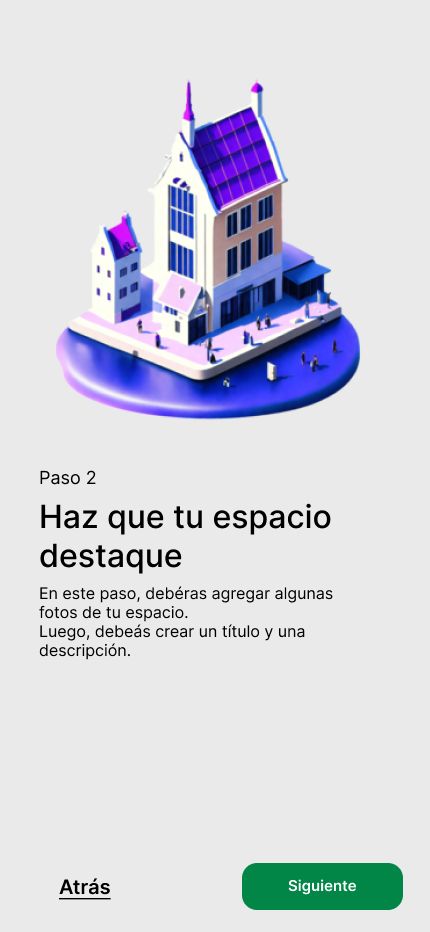 Paso 2
Haz que tu espacio
destaque
En este paso, debéras agregar algunas
fotos de tu espacio.
Luego, debeás crear un título y una
descripción.
Atrás
Siguiente